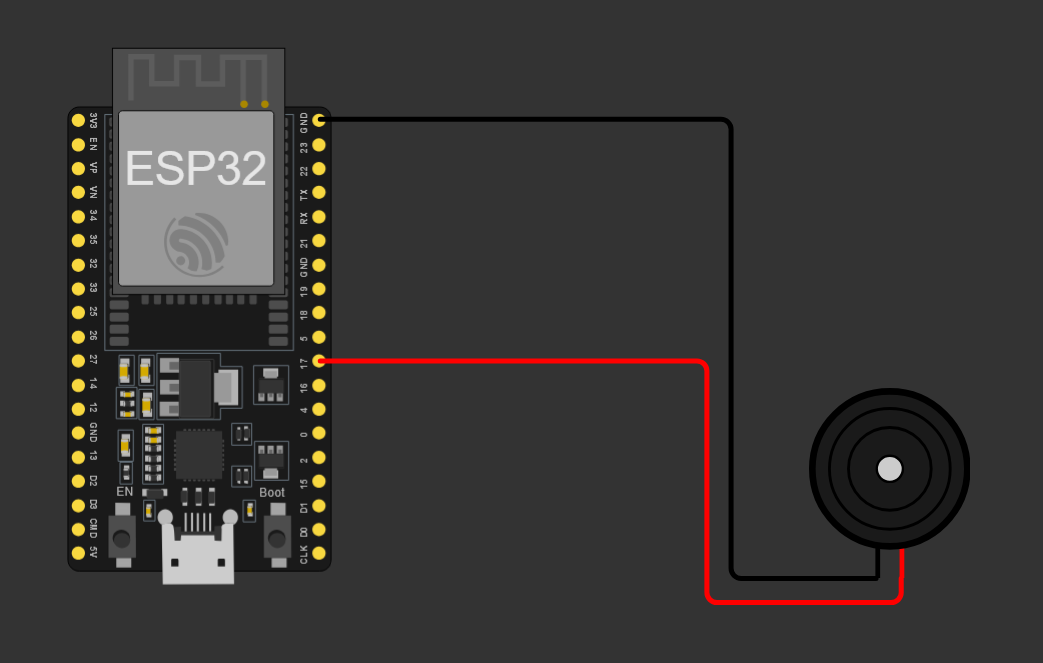 ESP32
3V3
EN
VP
VN
34
35
32
33
25
26
27
14
12
GND
13
D2
D3
CMD
5V
GND
23
22
TX
RX
21
GND
19
18
5
17
16
4
0
2
15
D1
D0
CLK
EN
Boot